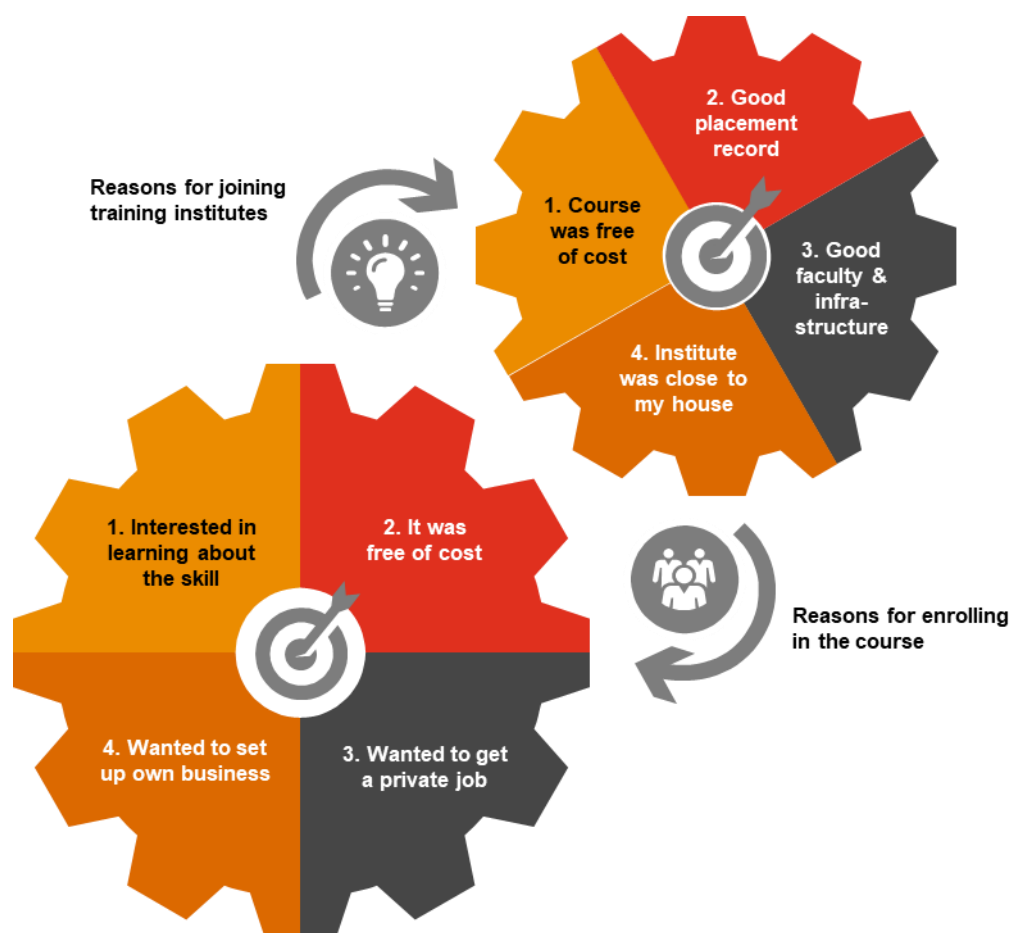 Reasons for joining
training institutes
1. Course
was free
of cost
2. Good
placement
record
3. Good
faculty &
infra-
structure
4. Institute
was close to
my house
1. Interested in
learning about
the skill
2. It was
free of cost
3. Wanted to get
a private job
4. Wanted to set
up own business
Reasons for enrolling
in the course